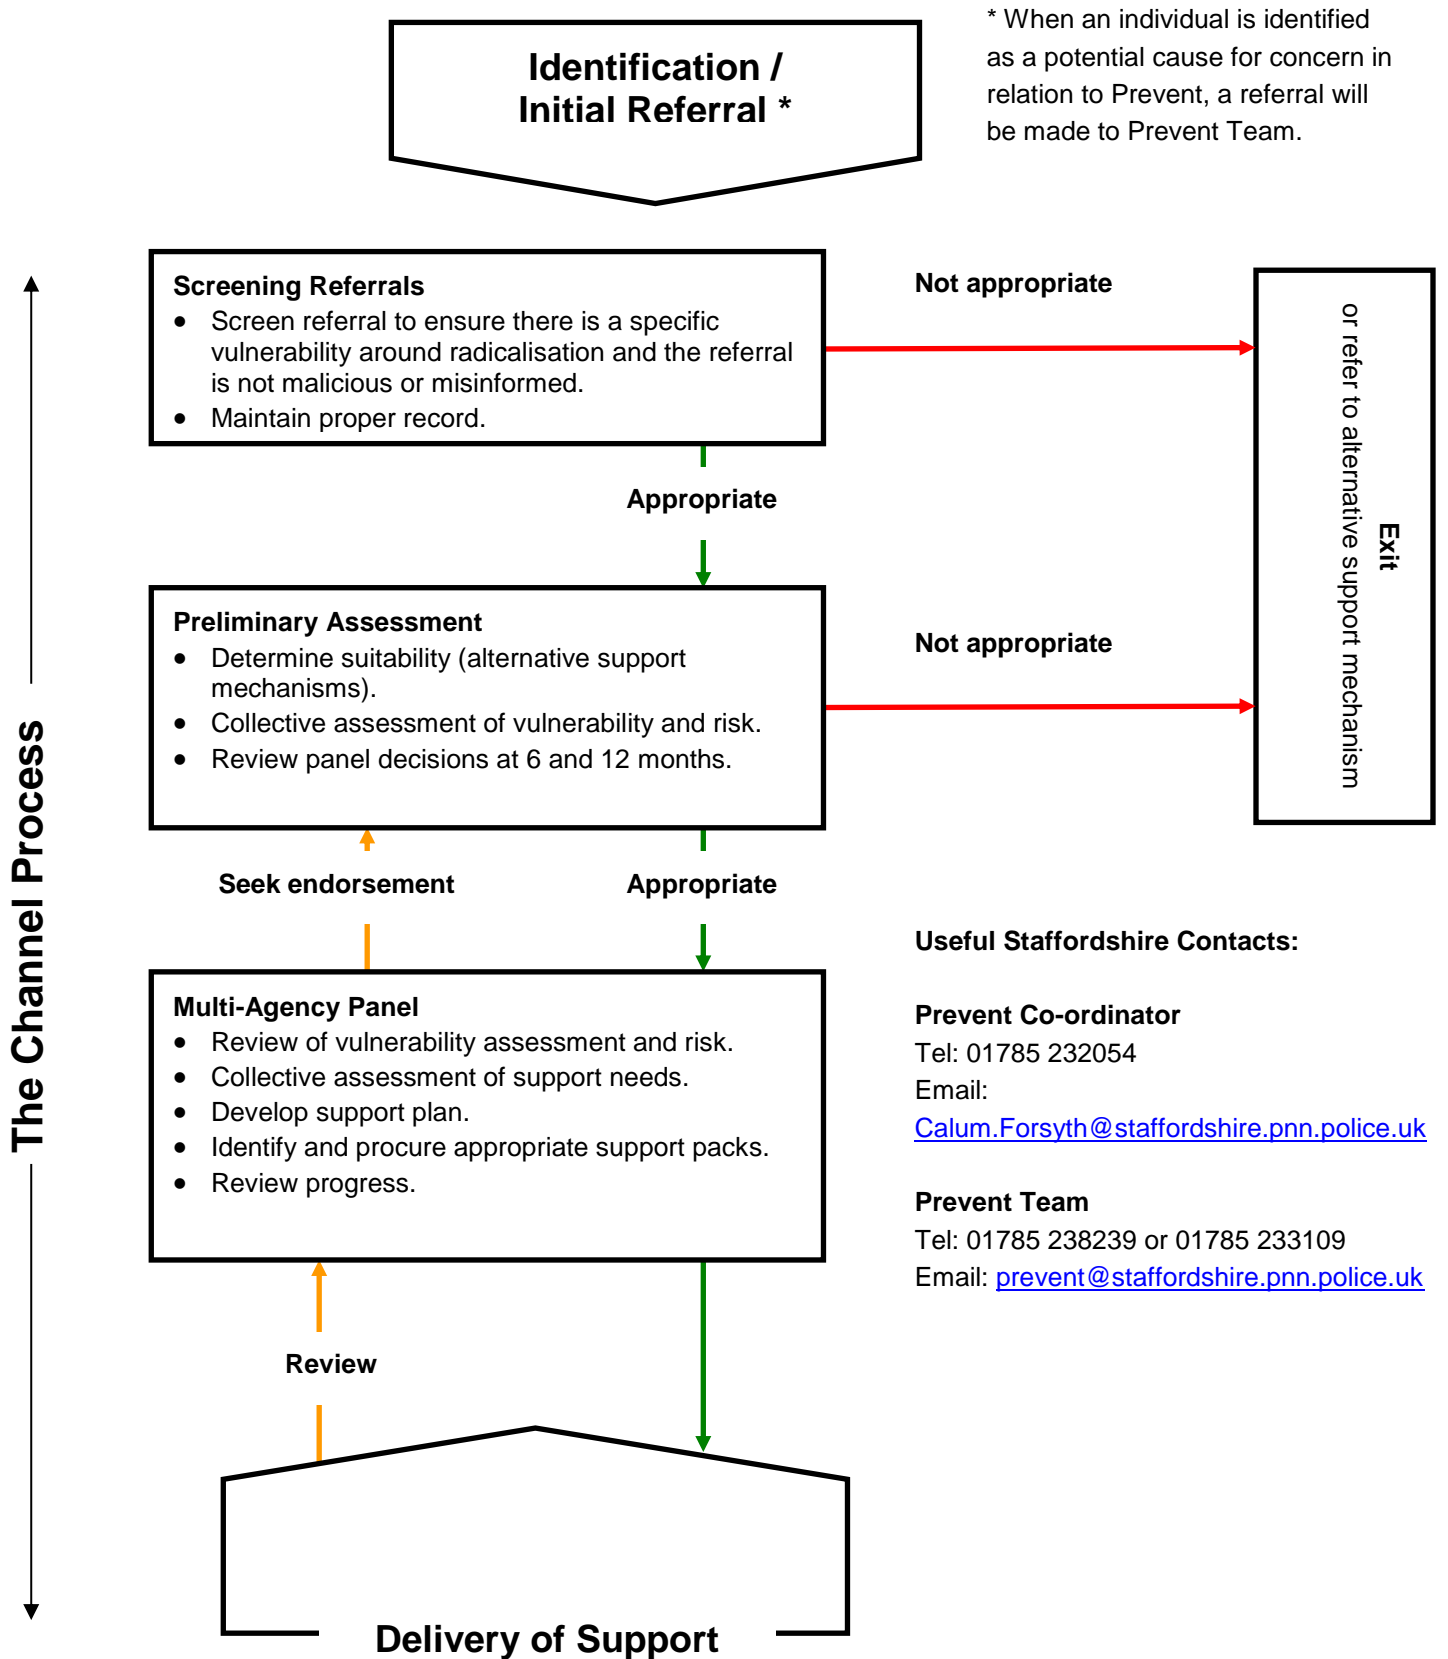 Identification /
Initial Referral *
* When an individual is identified
as a potential cause for concern in
relation to Prevent, a referral will
be made to Prevent Team.
The Channel Process
Screening Referrals
• Screen referral to ensure there is a specific
vulnerability around radicalisation and the referral
is not malicious or misinformed.
• Maintain proper record.
Not appropriate
Exit
or refer to alternative support mechanism
Appropriate
Preliminary Assessment
• Determine suitability (alternative support
mechanisms).
• Collective assessment of vulnerability and risk.
• Review panel decisions at 6 and 12 months.
Not appropriate
Seek endorsement
Appropriate
Multi-Agency Panel
• Review of vulnerability assessment and risk.
• Collective assessment of support needs.
• Develop support plan.
• Identify and procure appropriate support packs.
• Review progress.
Useful Staffordshire Contacts:
Prevent Co-ordinator
Tel: 01785 232054
Email:
Calum.Forsyth@staffordshire.pnn.police.uk
Prevent Team
Tel: 01785 238239 or 01785 233109
Email: prevent@staffordshire.pnn.police.uk
Review
Delivery of Support